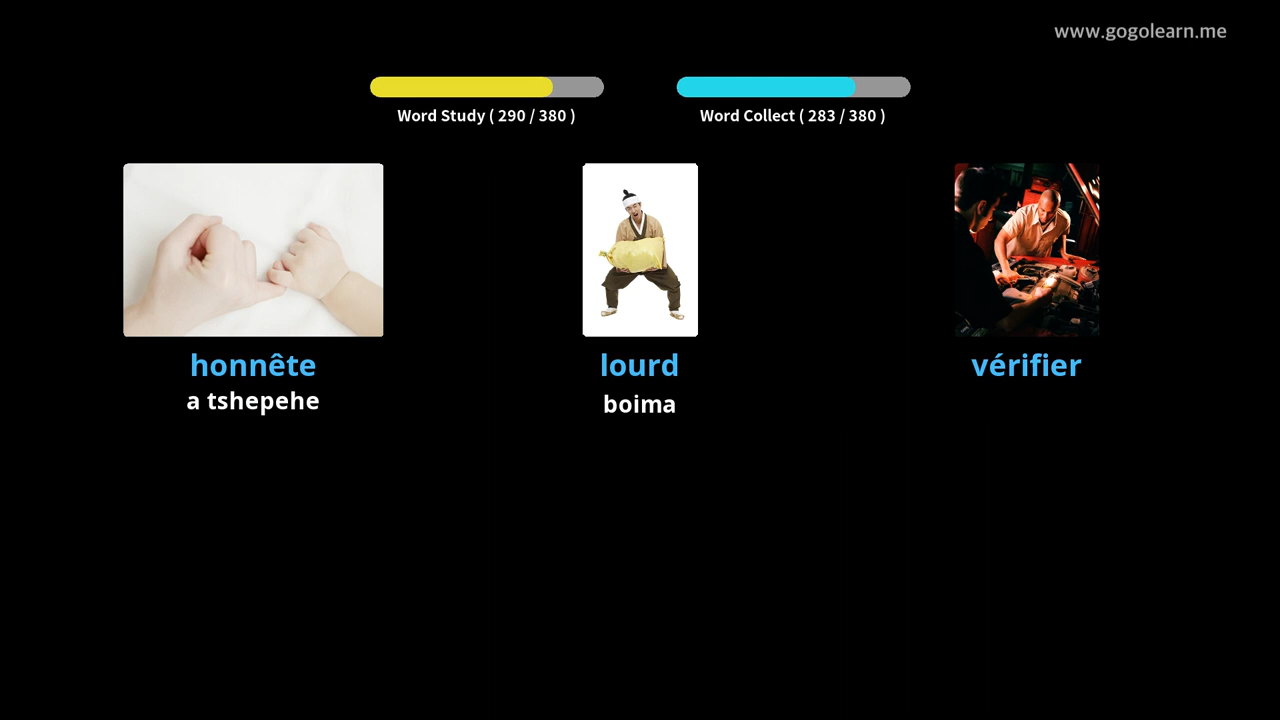 www.gogolearn.me
Word Study ( 290 / 380 )
Word Collect ( 283 / 380 )
honnête
a tshepehe
lourd
boima
vérifier